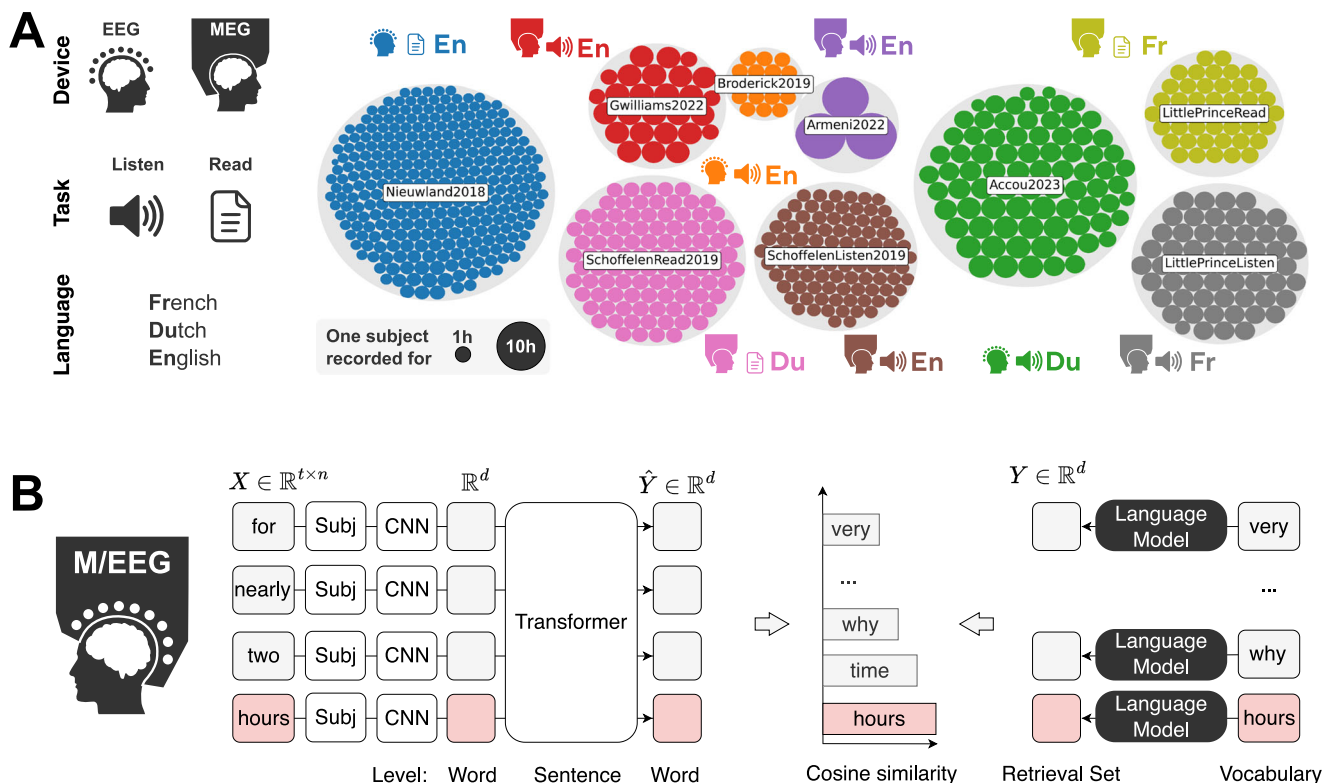 A
Device
EEG
MEG
Task
Listen
Read
Language
French
Dutch
English
En
En
En
Fr
Nieuwland2018
Gwilliams2022
Broderick2019
Armeni2022
Accou2023
LittlePrinceRead
En
SchoffelenRead2019
SchoffelenListen2019
LittlePrinceListen
One subject
recorded for
1h
10h
Du
En
Du
Fr
B
M/EEG
X ∈ ℝ^{t×n}
ℝ^d
Ŷ ∈ ℝ^d
Y ∈ ℝ^d
for Subj CNN
nearly Subj CNN
two Subj CNN
hours Subj CNN
Transformer
Level: Word Sentence Word
very
...
why
time
hours
Cosine similarity
Language
Model
very
...
Language
Model
why
Language
Model
hours
Retrieval Set
Vocabulary